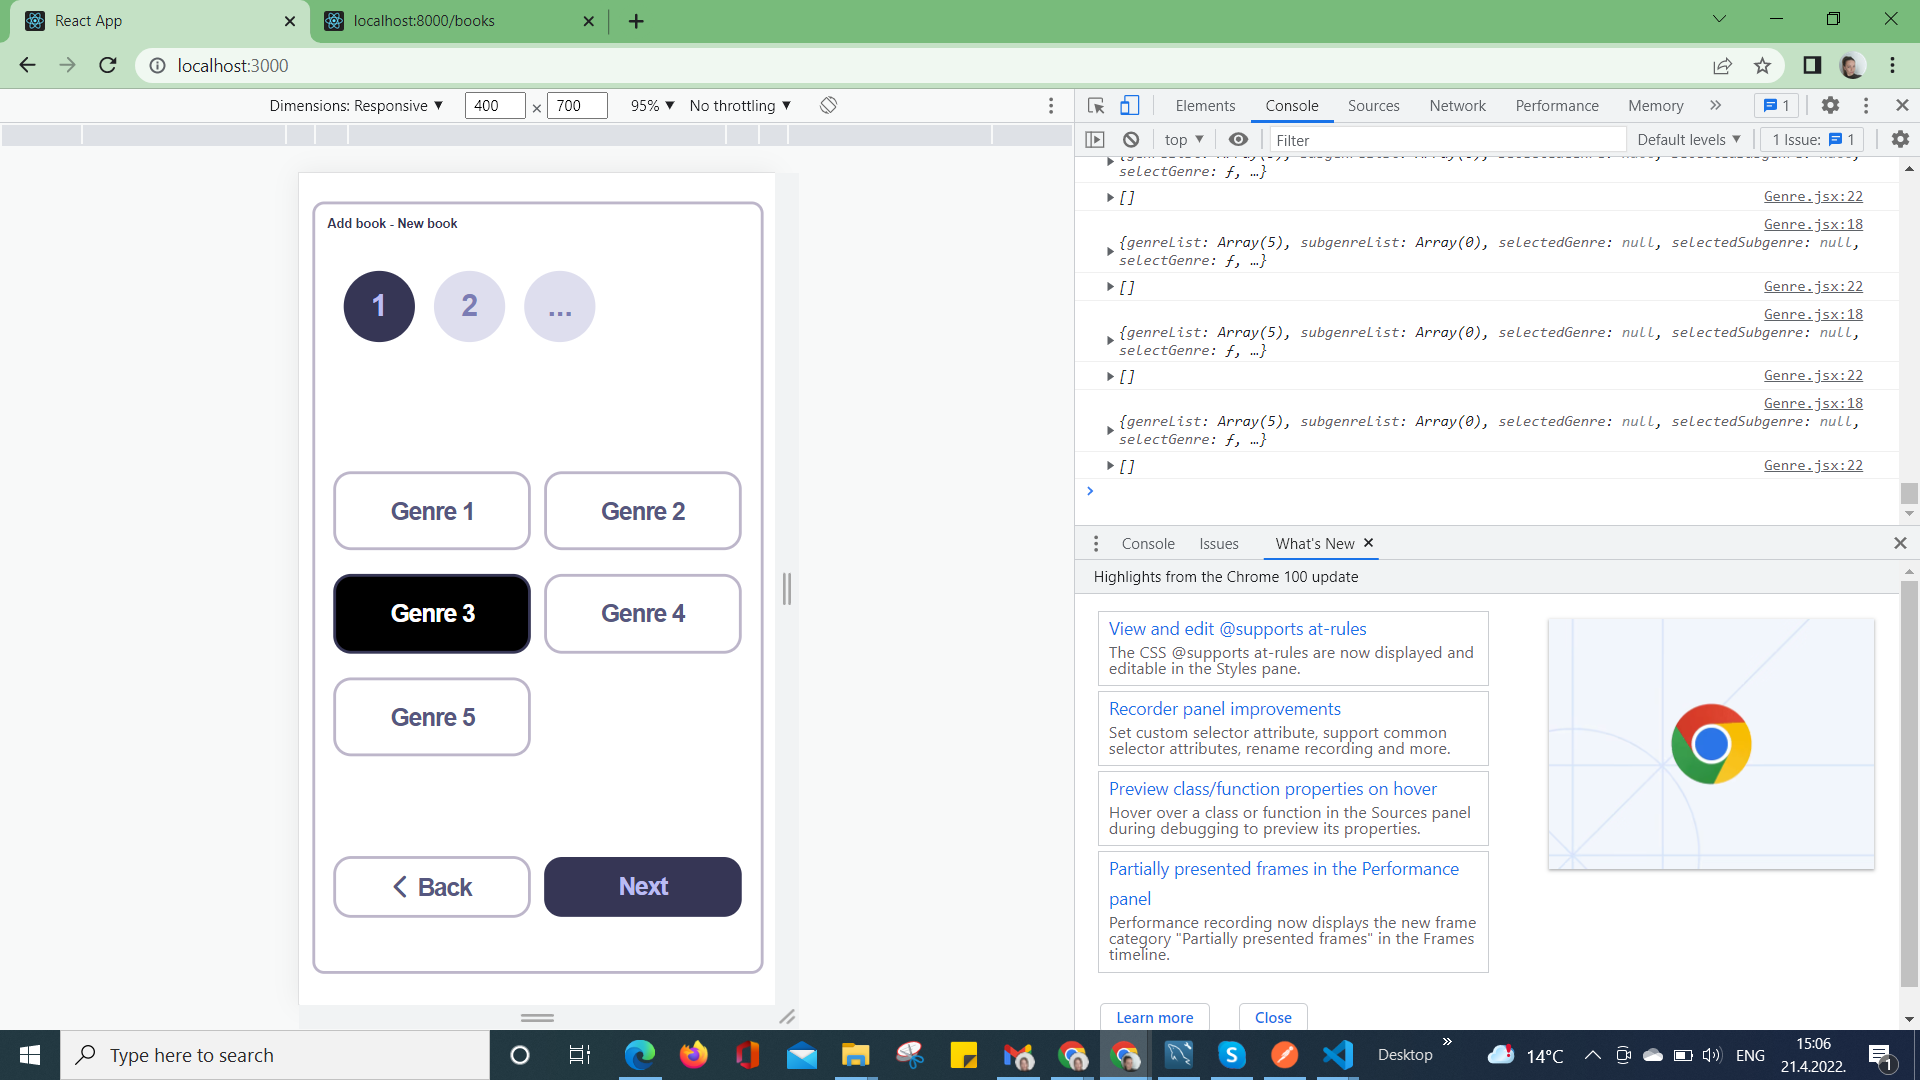 React App
localhost:8000/books
localhost:3000
Dimensions: Responsive ▼ 400 × 700 95% ▼ No throttling ▼
Add book - New book
1 2 ...
Genre 1 Genre 2
Genre 3 Genre 4
Genre 5
Back Next
Elements Console Sources Network Performance Memory » 1
top ▼ Filter Default levels ▼ 1 Issue: 1
selectGenre: ƒ, …}
[] Genre.jsx:22
Genre.jsx:18
{genreList: Array(5), subgenreList: Array(0), selectedGenre: null, selectedSubgenre: null,
selectGenre: ƒ, …}
[] Genre.jsx:22
Genre.jsx:18
{genreList: Array(5), subgenreList: Array(0), selectedGenre: null, selectedSubgenre: null,
selectGenre: ƒ, …}
[] Genre.jsx:22
Genre.jsx:18
{genreList: Array(5), subgenreList: Array(0), selectedGenre: null, selectedSubgenre: null,
selectGenre: ƒ, …}
[] Genre.jsx:22
Console Issues What's New
Highlights from the Chrome 100 update
View and edit @supports at-rules
The CSS @supports at-rules are now displayed and
editable in the Styles pane.
Recorder panel improvements
Set custom selector attribute, support common
selector attributes, rename recording and more.
Preview class/function properties on hover
Hover over a class or function in the Sources panel
during debugging to preview its properties.
Partially presented frames in the Performance
panel
Performance recording now displays the new frame
category "Partially presented frames" in the Frames
timeline.
Learn more Close
Type here to search
Desktop »
14°C
ENG
15:06
21.4.2022.
1